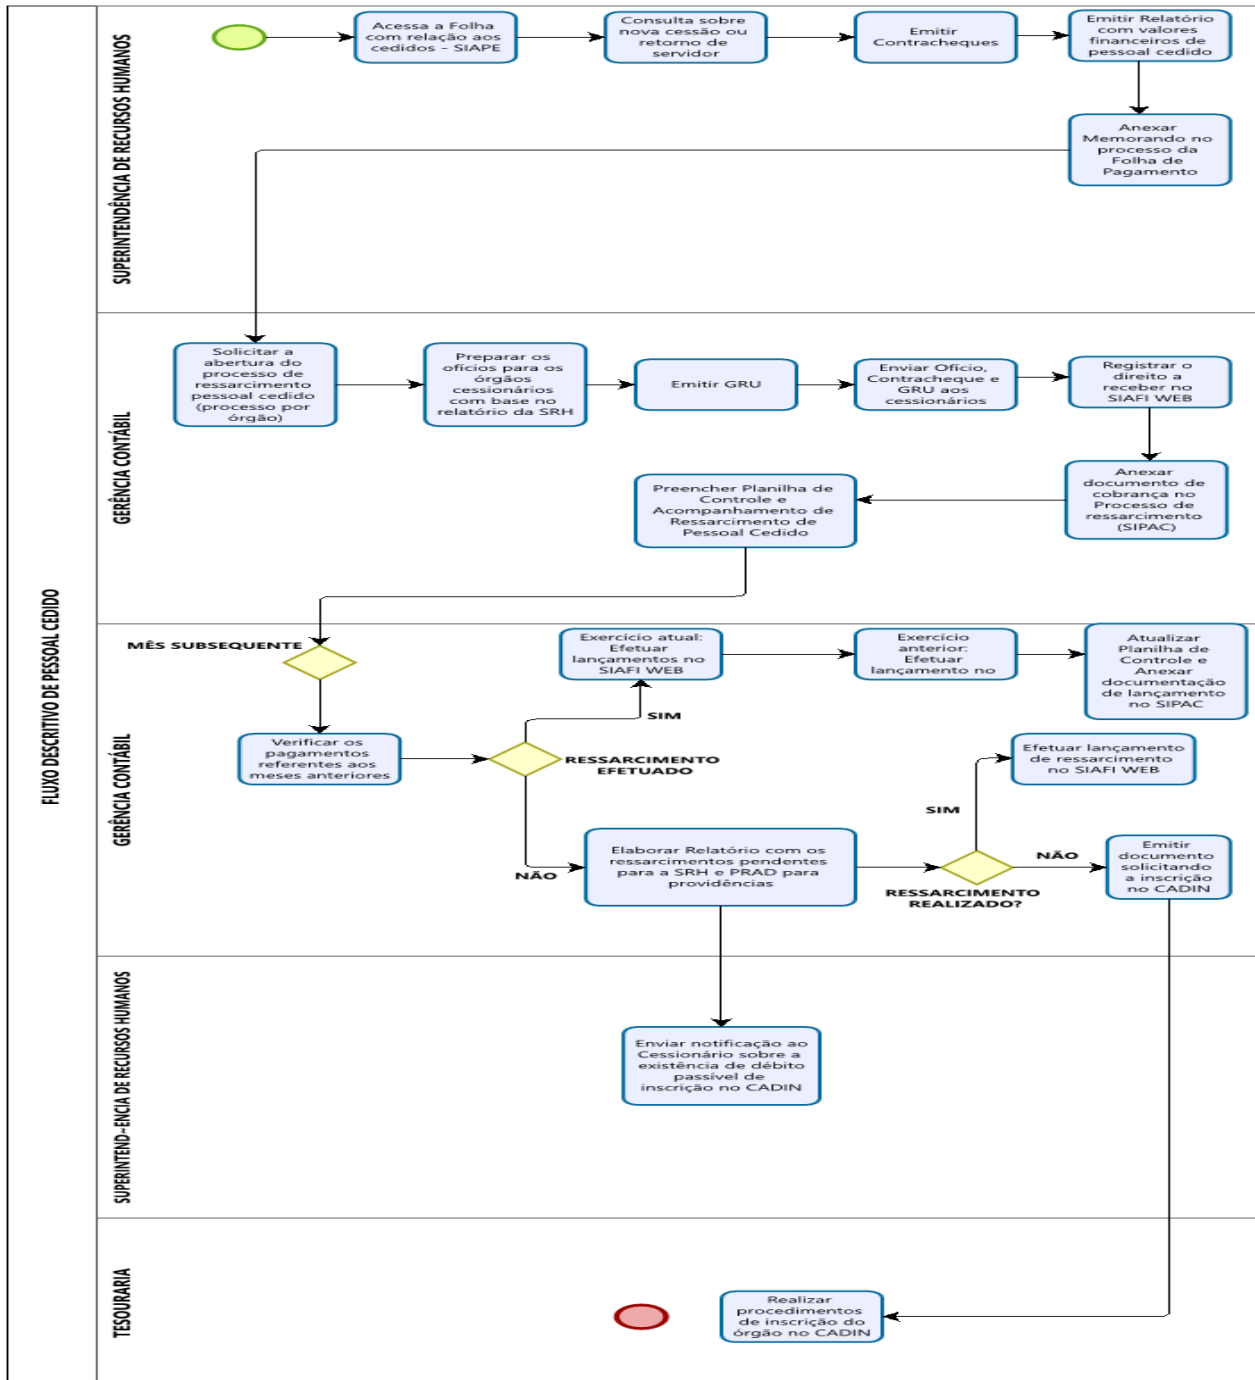 FLUXO DESCRITIVO DE PESSOAL CEDIDO
SUPERINTENDÊNCIA DE RECURSOS HUMANOS
Acessa a Folha
com relação aos
cedidos - SIAPE
Consulta sobre
nova cessão ou
retorno de
servidor
Emitir
Contracheques
Emitir Relatório
com valores
financeiros de
pessoal cedido
Anexar
Memorando no
processo da
Folha de
Pagamento
GERÊNCIA CONTÁBIL
Solicitar a
abertura do
processo de
ressarcimento
pessoal cedido
(processo por
órgão)
Preparar os
ofícios para os
órgãos
cessionários
com base no
relatório da SRH
Emitir GRU
Enviar Ofício,
Contracheque e
GRU aos
cessionários
Registrar o
direito a
receber no
SIAFI WEB
Anexar
documento de
cobrança no
Processo de
ressarcimento
(SIPAC)
Preencher Planilha de
Controle e
Acompanhamento de
Ressarcimento de
Pessoal Cedido
GERÊNCIA CONTÁBIL
MÊS SUBSEQUENTE
Verificar os
pagamentos
referentes aos
meses anteriores
RESSARCIMENTO
EFETUADO
SIM
Exercício atual:
Efetuar
lançamentos no
SIAFI WEB
Exercício
anterior:
Efetuar
lançamento no
Atualizar
Planilha de
Controle e
Anexar
documentação
de lançamento
no SIPAC
NÃO
Elaborar Relatório com os
ressarcimentos pendentes
para a SRH e PRAD para
providências
RESSARCIMENTO
REALIZADO?
SIM
Efetuar lançamento
de ressarcimento
no SIAFI WEB
NÃO
Emitir
documento
solicitando
a inscrição
no CADIN
SUPERINTEND~ENCIA DE RECURSOS HUMANOS
Enviar notificação ao
Cessionário sobre a
existência de débito
passível de
inscrição no CADIN
TESOURARIA
Realizar
procedimentos
de inscrição do
órgão no CADIN